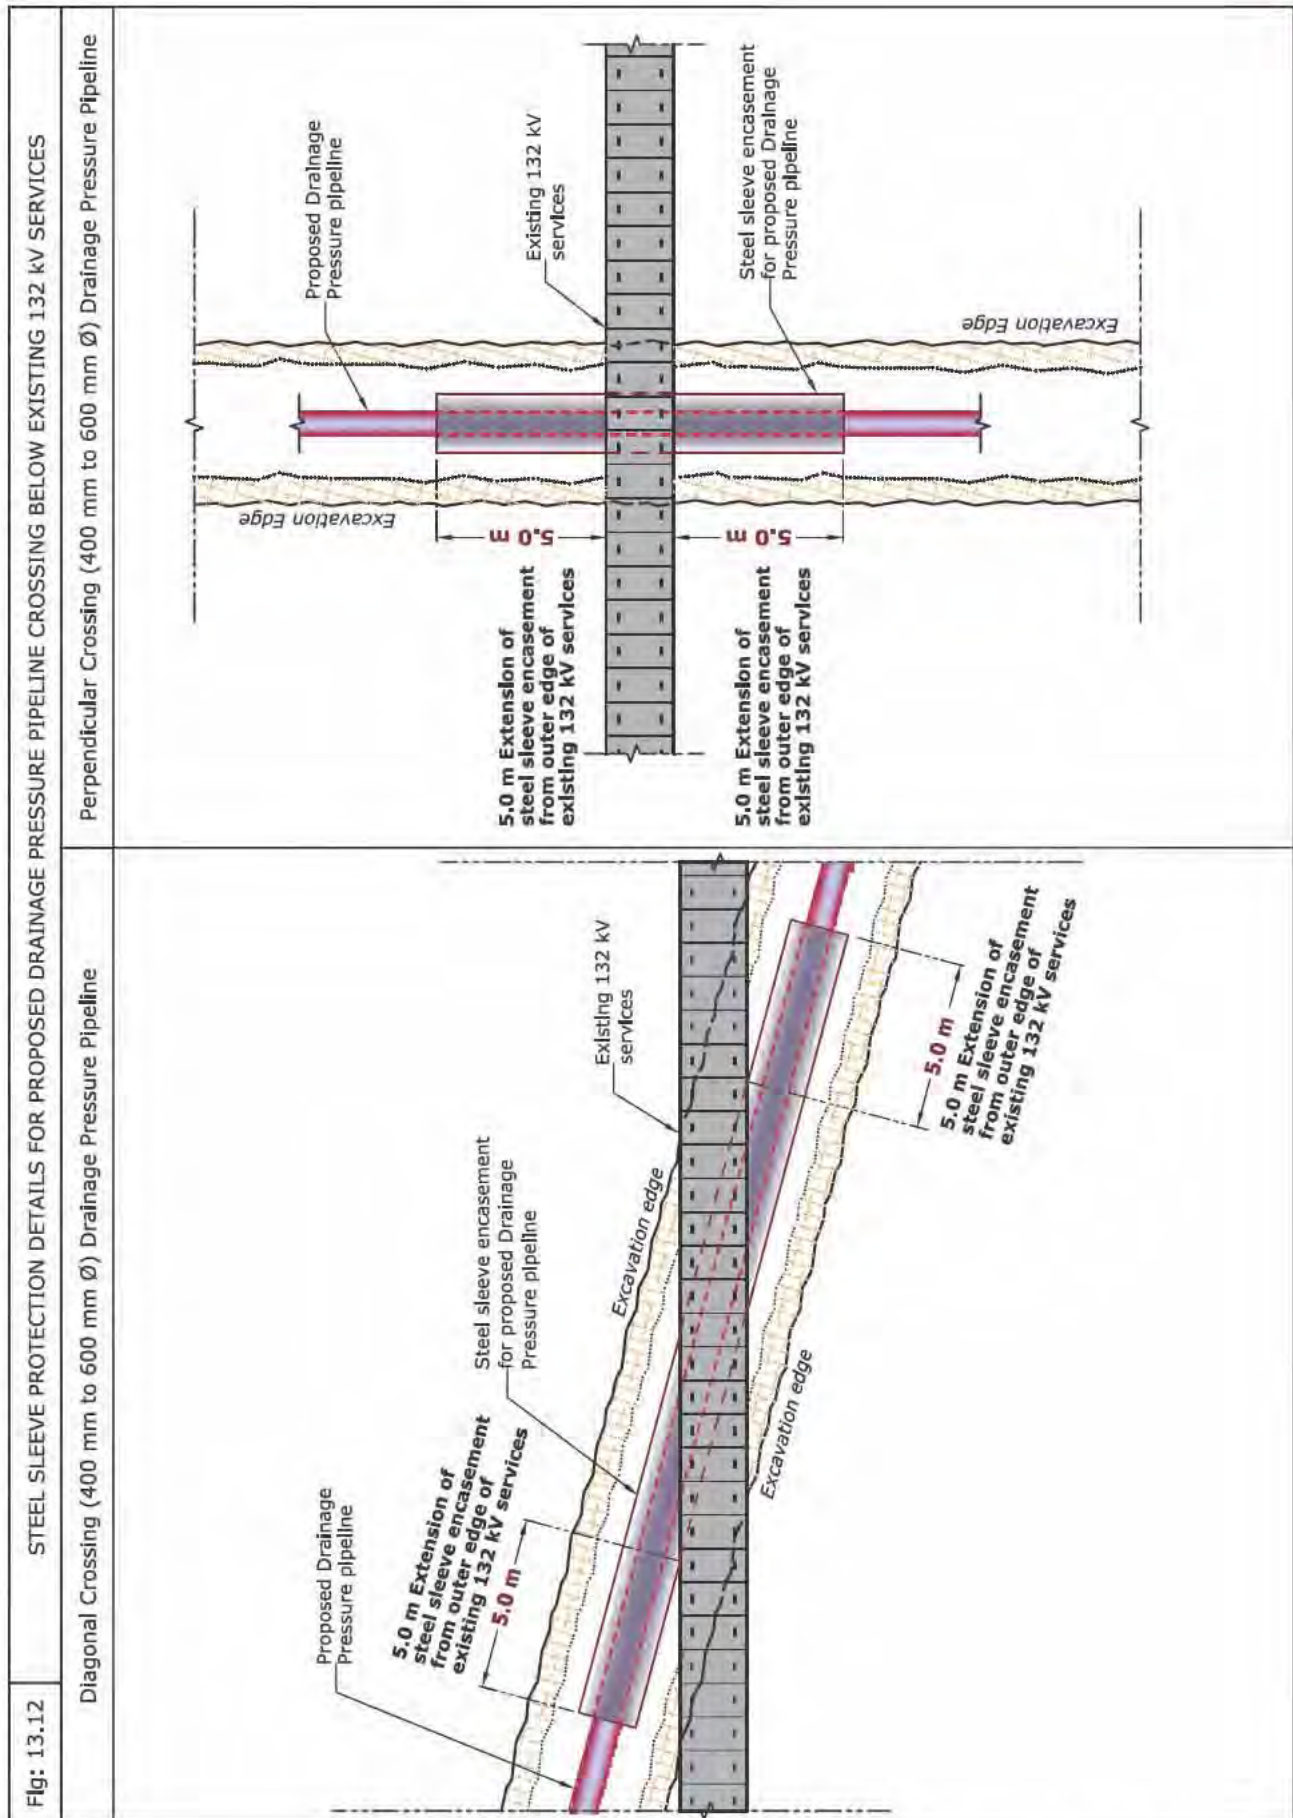 Fig: 13.12
STEEL SLEEVE PROTECTION DETAILS FOR PROPOSED DRAINAGE PRESSURE PIPELINE CROSSING BELOW EXISTING 132 kV SERVICES
Diagonal Crossing (400 mm to 600 mm Ø) Drainage Pressure Pipeline
Perpendicular Crossing (400 mm to 600 mm Ø) Drainage Pressure Pipeline
Proposed Drainage
Pressure pipeline
5.0 m Extension of
steel sleeve encasement
from outer edge of
existing 132 kV services
5.0 m
Steel sleeve encasement
for proposed Drainage
Pressure pipeline
Excavation edge
Existing 132 kV
services
Excavation edge
5.0 m
5.0 m Extension of
steel sleeve encasement
from outer edge of
existing 132 kV services
Proposed Drainage
Pressure pipeline
Existing 132 kV
services
Steel sleeve encasement
for proposed Drainage
Pressure pipeline
Excavation Edge
Excavation Edge
5.0 m
5.0 m
5.0 m Extension of
steel sleeve encasement
from outer edge of
existing 132 kV services
5.0 m Extension of
steel sleeve encasement
from outer edge of
existing 132 kV services